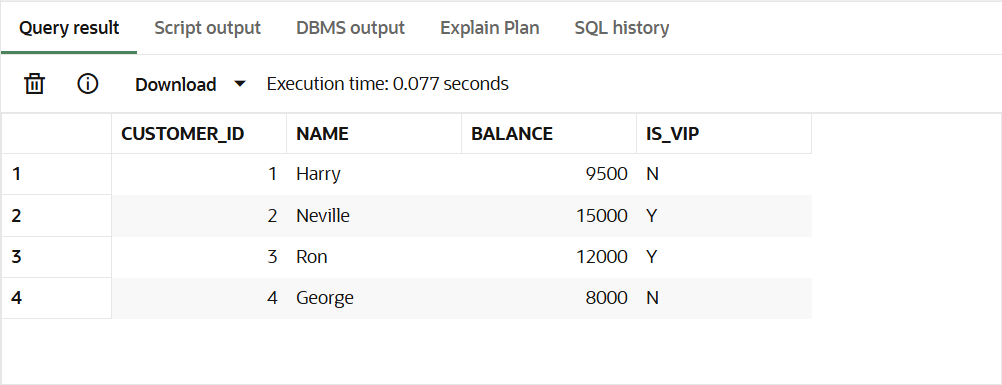 Query result Script output DBMS output Explain Plan SQL history
Download Execution time: 0.077 seconds
CUSTOMER_ID NAME BALANCE IS_VIP
1 1 Harry 9500 N
2 2 Neville 15000 Y
3 3 Ron 12000 Y
4 4 George 8000 N